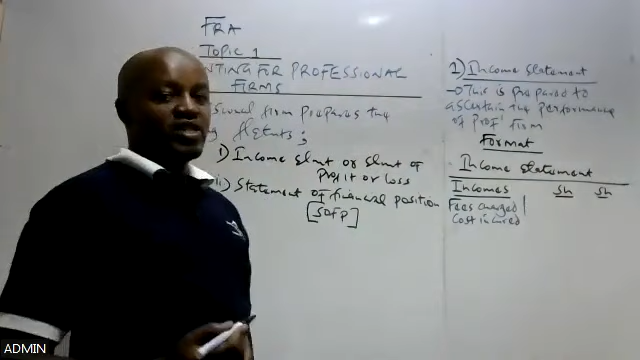 FRA
Topic 1
NTING FOR PROFESSIONAL
FIRMS
ssional firm prepares the
g
i) Income stmt or stmt of
Profit or loss
ii) Statement of financial position
[SOFP]
1) Income statement
This is prepared to
ascertain the performance
of prof' firm
Format
Income statement
Incomes sh sh
Fees charged /
Cost incurred
ADMIN